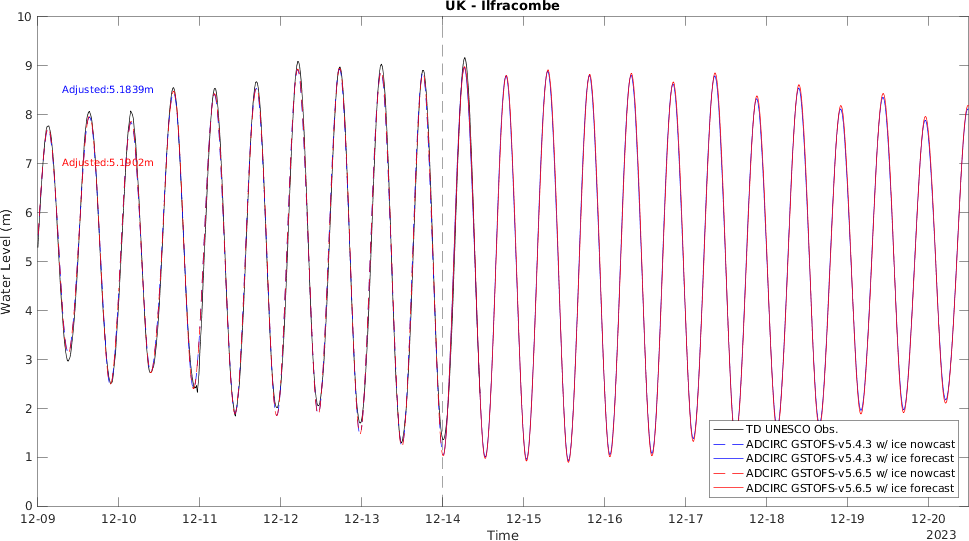 UK - Ilfracombe
10
9
8
7
6
5
4
3
2
1
0
Water Level (m)
Adjusted:5.1839m
Adjusted:5.1902m
TD UNESCO Obs.
ADCIRC GSTOFS-v5.4.3 w/ ice nowcast
ADCIRC GSTOFS-v5.4.3 w/ ice forecast
ADCIRC GSTOFS-v5.6.5 w/ ice nowcast
ADCIRC GSTOFS-v5.6.5 w/ ice forecast
12-09 12-10 12-11 12-12 12-13 12-14 12-15 12-16 12-17 12-18 12-19 12-20
Time
2023